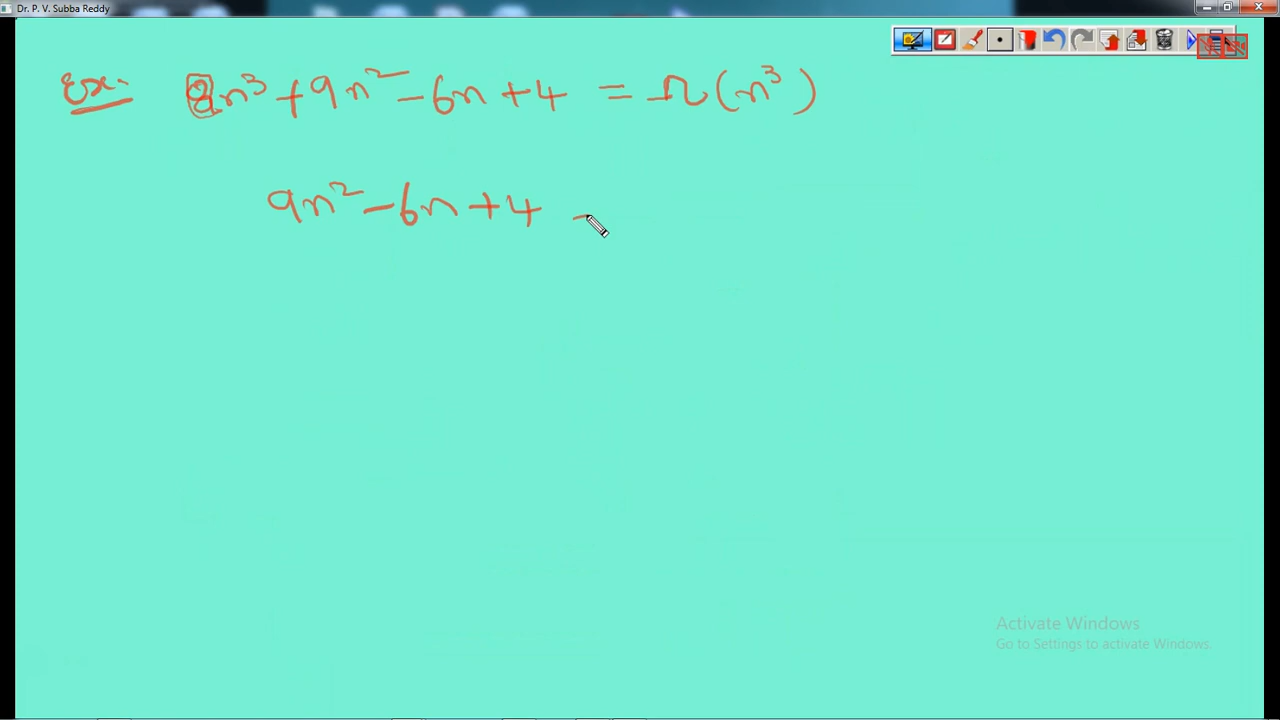 Dr. P. V. Subba Reddy
Ex:- 2n³ + 9n² - 6n + 4 = Ω(n³)
9n² - 6n + 4
Activate Windows
Go to Settings to activate Windows.